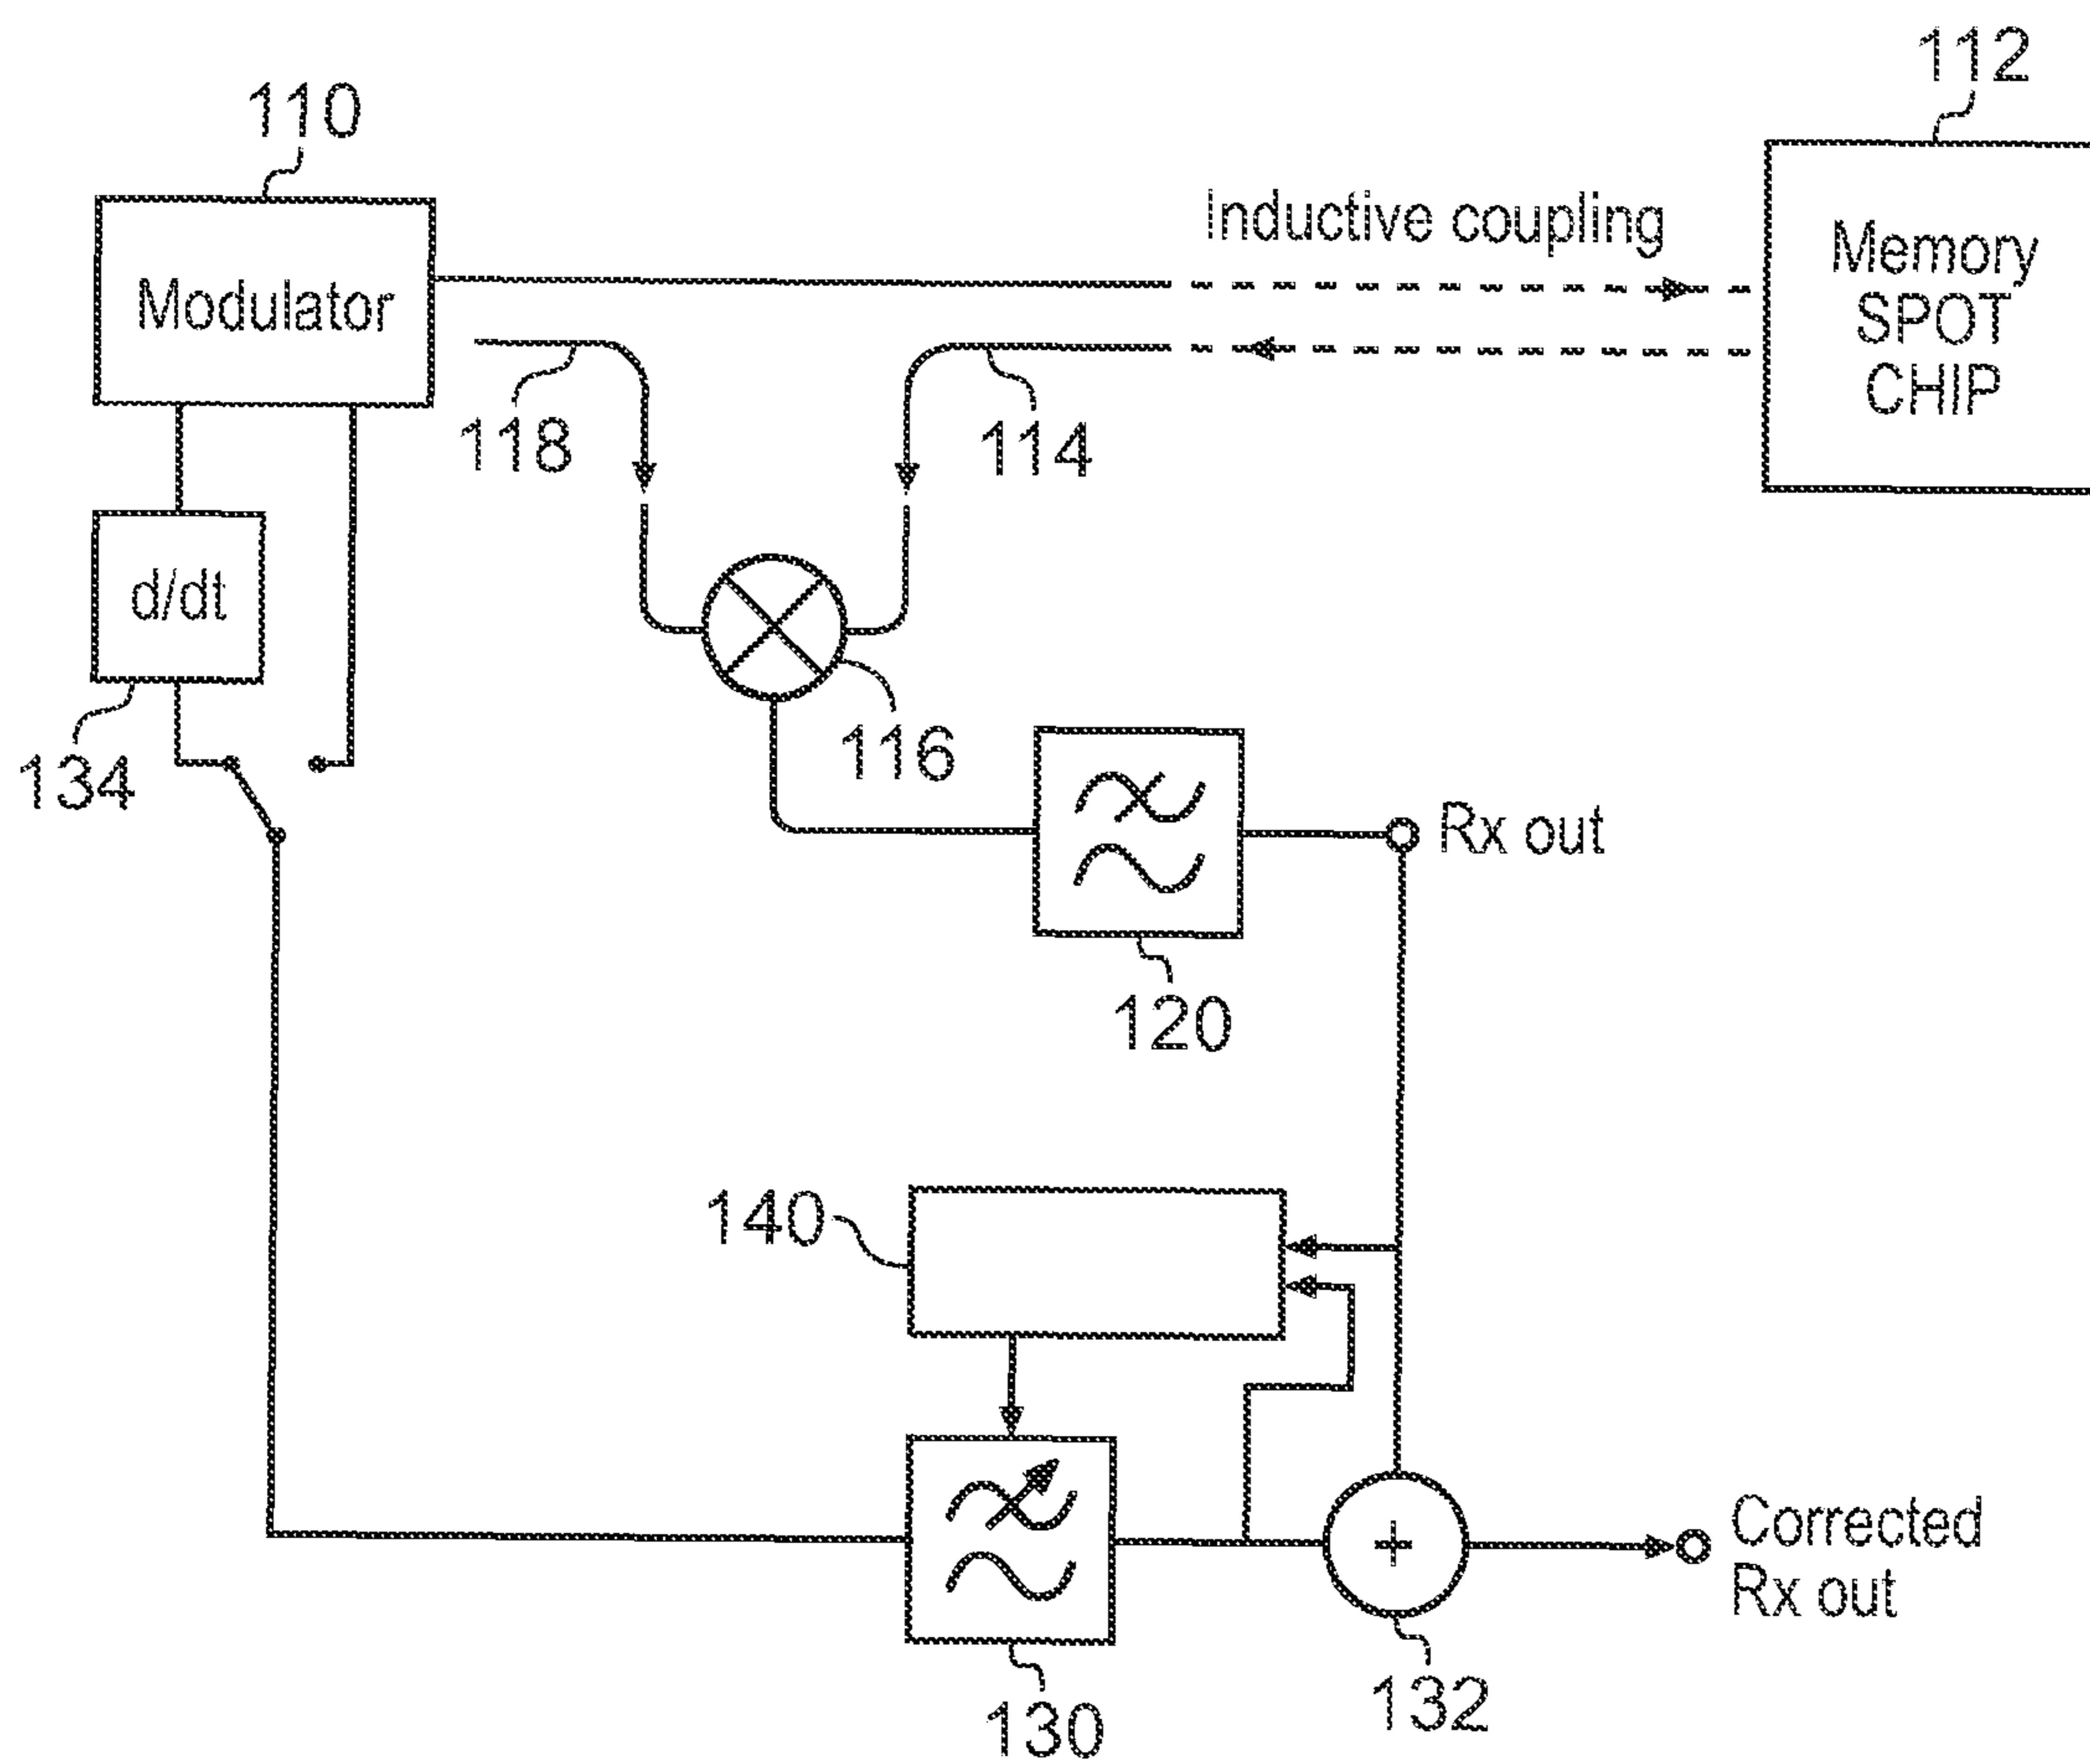 112
110
Inductive coupling
Memory
SPOT
CHIP
Modulator
118
114
d/dt
134
116
Rx out
120
140
+
Corrected
Rx out
130
132